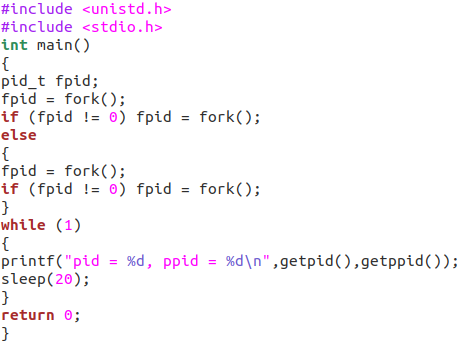 #include <unistd.h>
#include <stdio.h>
int main()
{
pid_t fpid;
fpid = fork();
if (fpid != 0) fpid = fork();
else
{
fpid = fork();
if (fpid != 0) fpid = fork();
}
while (1)
{
printf("pid = %d, ppid = %d\n",getpid(),getppid());
sleep(20);
}
return 0;
}